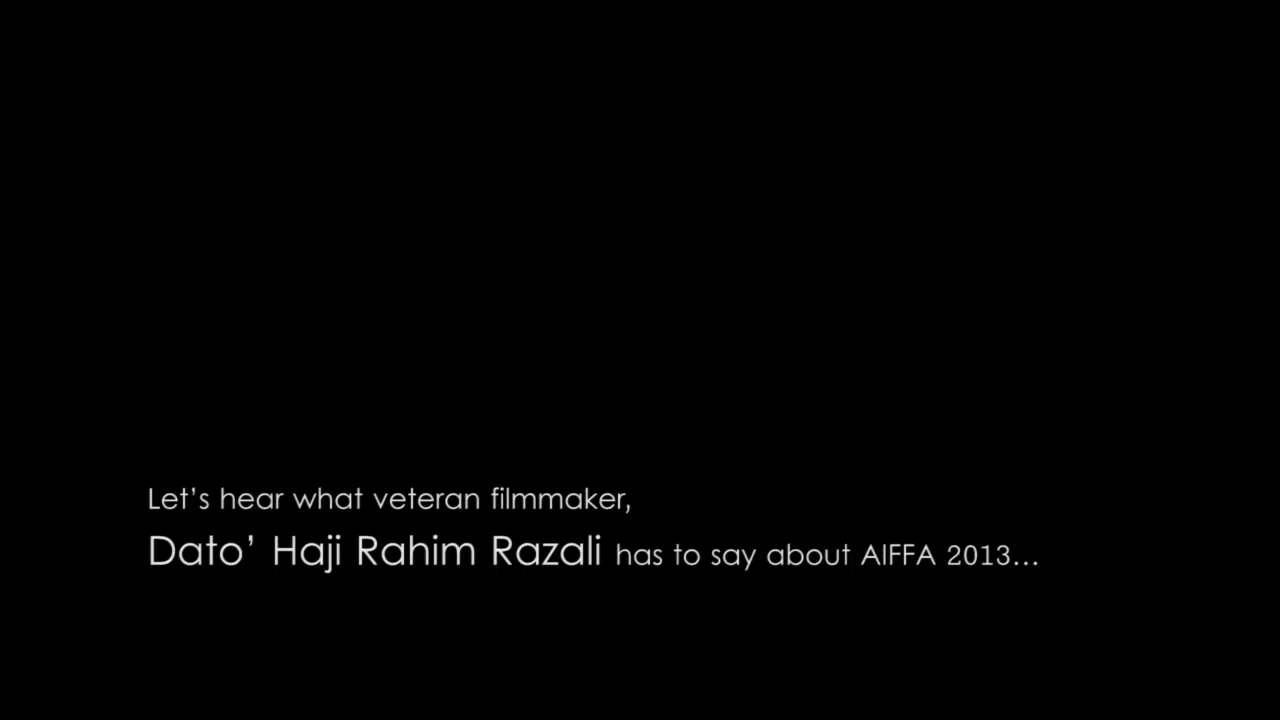 Let’s hear what veteran filmmaker,
Dato’ Haji Rahim Razali has to say about AIFFA 2013...